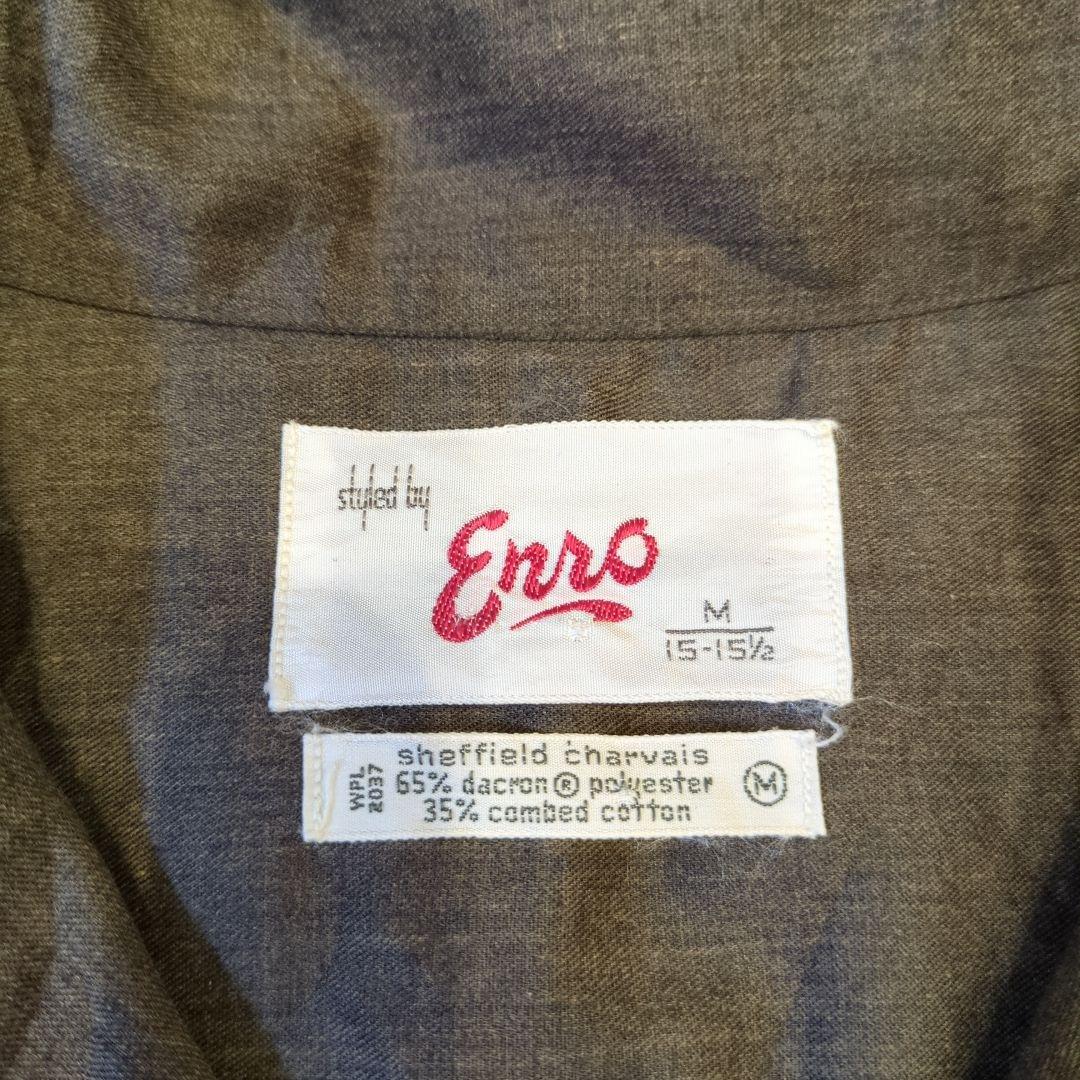 styled by
Enro
M
15-15½
WPL
2037
sheffield charvais
65% dacron® polyester
35% combed cotton
M